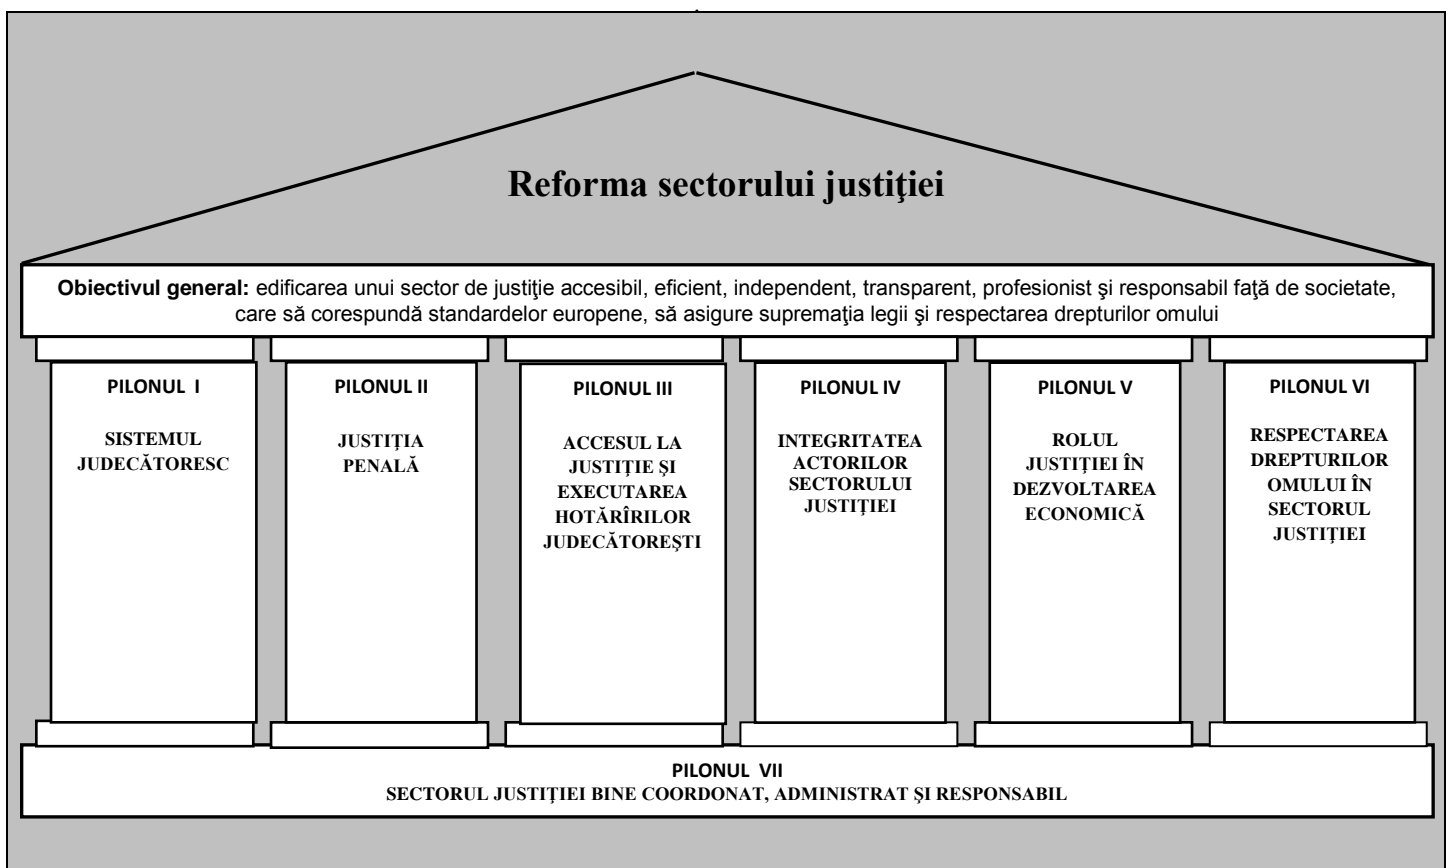 Reforma sectorului justiţiei
Obiectivul general: edificarea unui sector de justiţie accesibil, eficient, independent, transparent, profesionist şi responsabil faţă de societate,
care să corespundă standardelor europene, să asigure supremaţia legii şi respectarea drepturilor omului
PILONUL I
SISTEMUL
JUDECĂTORESC
PILONUL II
JUSTIŢIA
PENALĂ
PILONUL III
ACCESUL LA
JUSTIŢIE ŞI
EXECUTAREA
HOTĂRÎRILOR
JUDECĂTOREŞTI
PILONUL IV
INTEGRITATEA
ACTORILOR
SECTORULUI
JUSTIŢIEI
PILONUL V
ROLUL
JUSTIŢIEI ÎN
DEZVOLTAREA
ECONOMICĂ
PILONUL VI
RESPECTAREA
DREPTURILOR
OMULUI ÎN
SECTORUL
JUSTIŢIEI
PILONUL VII
SECTORUL JUSTIŢIEI BINE COORDONAT, ADMINISTRAT ŞI RESPONSABIL